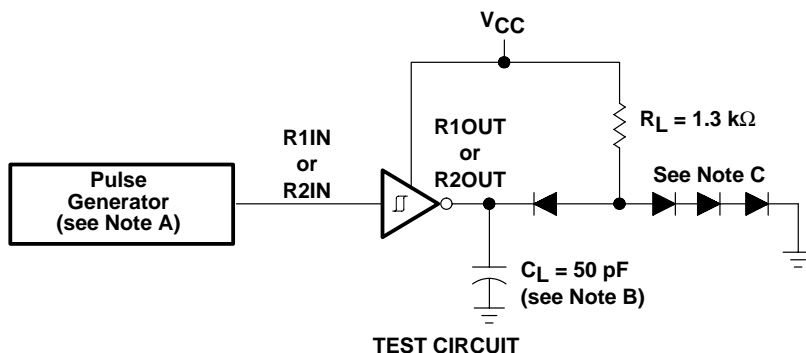 VCC
R1IN
or
R2IN
R1OUT
or
R2OUT
RL = 1.3 kΩ
Pulse
Generator
(see Note A)
See Note C
CL = 50 pF
(see Note B)
TEST CIRCUIT